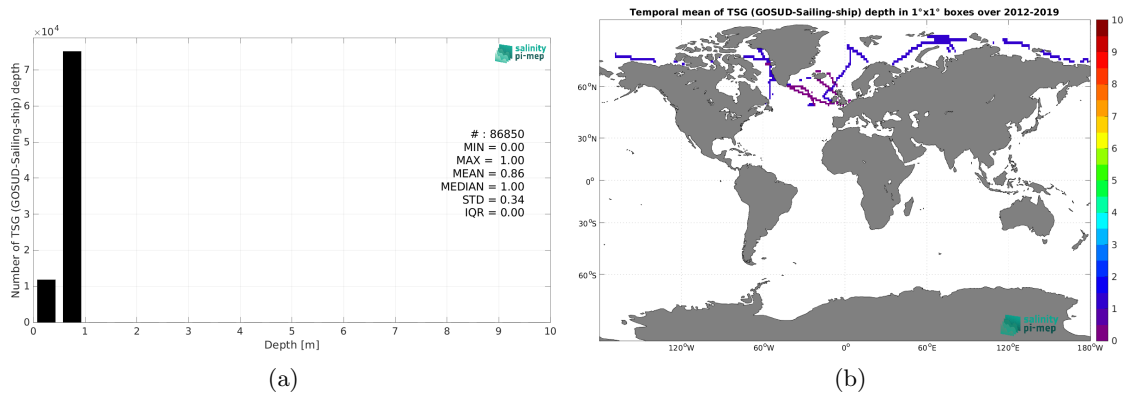 ×10⁴
salinity
pi-mep
Number of TSG (GOSUD-Sailing-ship) depth
7
6
5
4
3
2
1
0
# : 86850
MIN = 0.00
MAX = 1.00
MEAN = 0.86
MEDIAN = 1.00
STD = 0.34
IQR = 0.00
0 1 2 3 4 5 6 7 8 9 10
Depth [m]
(a)
Temporal mean of TSG (GOSUD-Sailing-ship) depth in 1°x1° boxes over 2012-2019
60°N
30°N
0°
30°S
60°S
120°W 60°W 0° 60°E 120°E 180°W
salinity
pi-mep
10
9
8
7
6
5
4
3
2
1
0
(b)